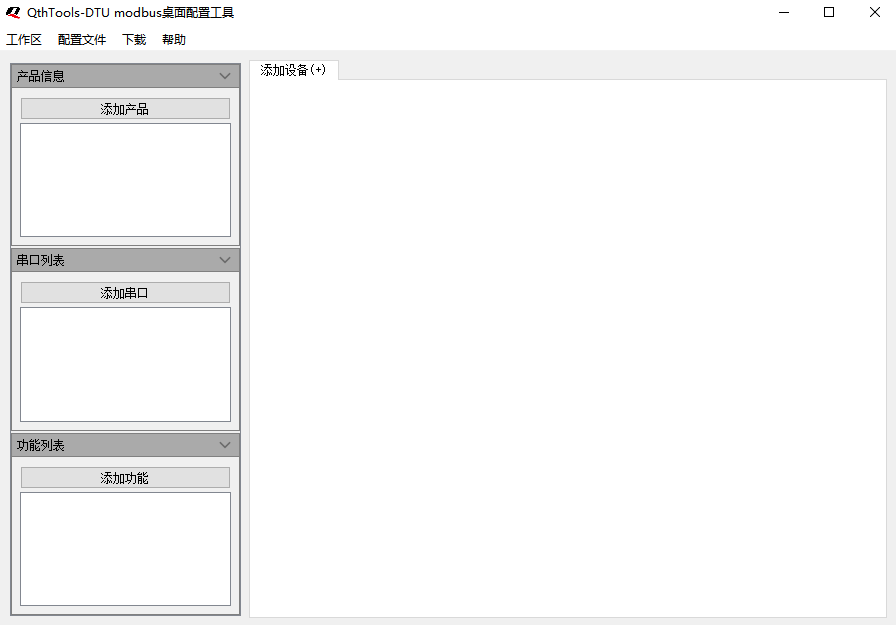 QthTools-DTU modbus桌面配置工具
工作区 配置文件 下载 帮助
产品信息
添加产品
串口列表
添加串口
功能列表
添加功能
添加设备(+)